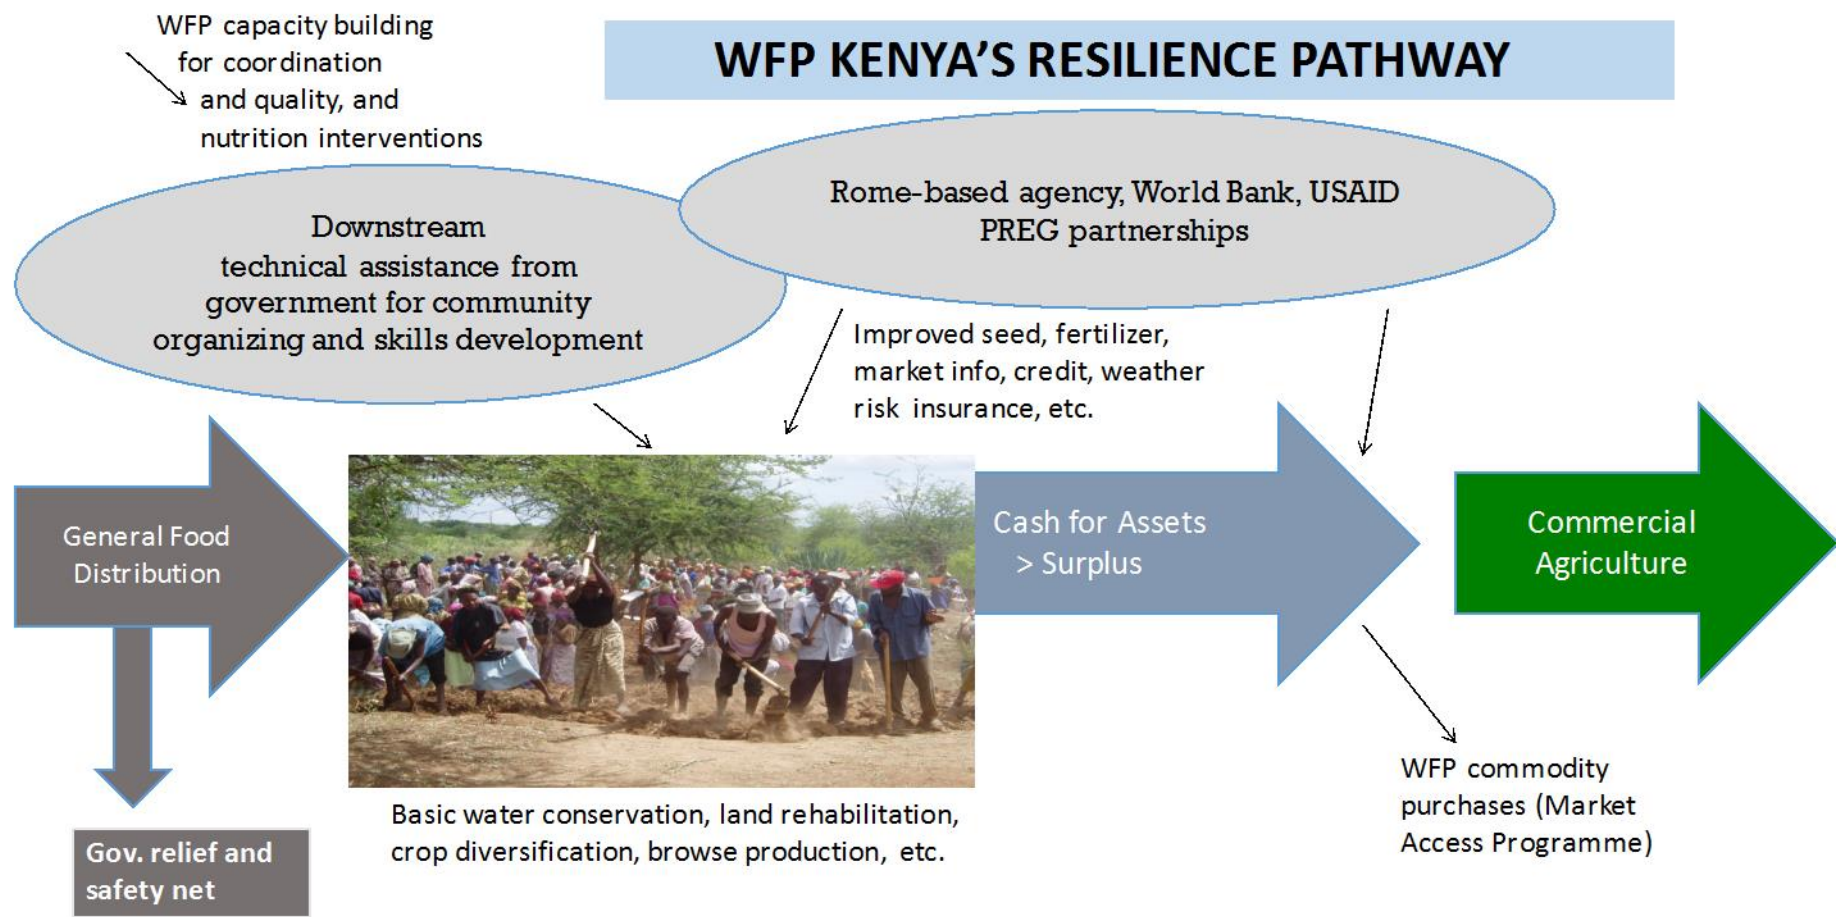 WFP capacity building
for coordination
and quality, and
nutrition interventions
WFP KENYA'S RESILIENCE PATHWAY
Downstream
technical assistance from
government for community
organizing and skills development
Rome-based agency, World Bank, USAID
PREG partnerships
Improved seed, fertilizer,
market info, credit, weather
risk insurance, etc.
General Food
Distribution
Cash for Assets
> Surplus
Commercial
Agriculture
Gov. relief and
safety net
Basic water conservation, land rehabilitation,
crop diversification, browse production, etc.
WFP commodity
purchases (Market
Access Programme)